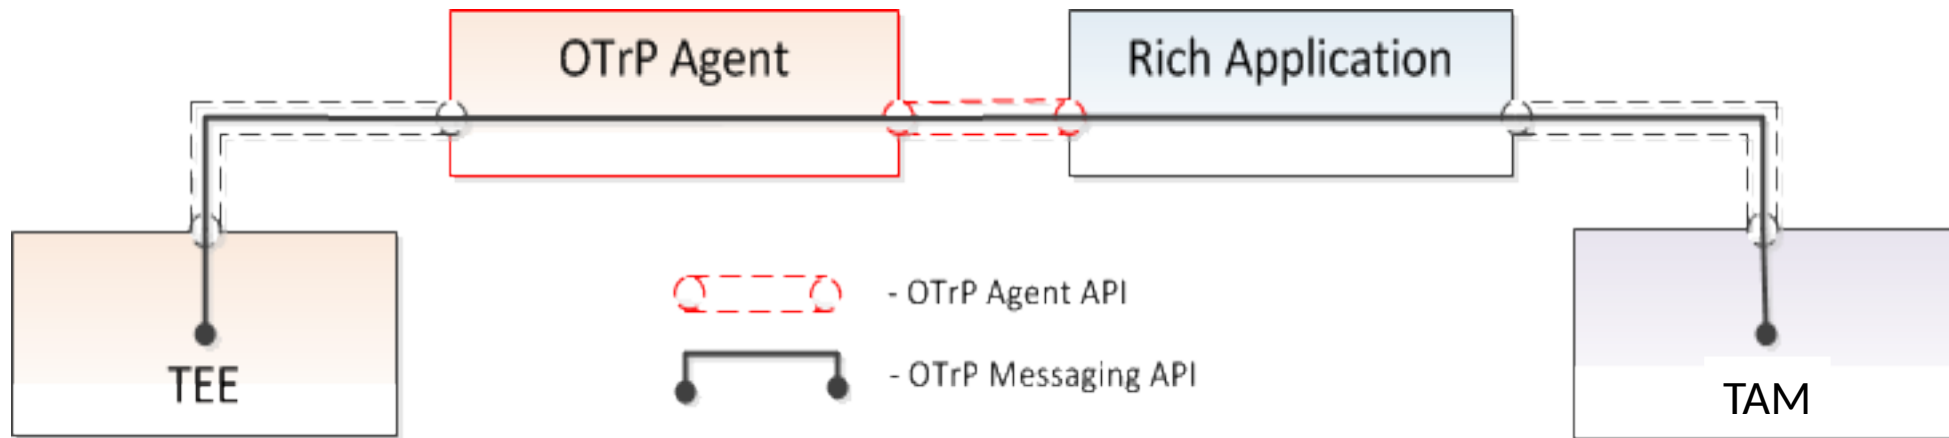 OTrP Agent
Rich Application
- OTrP Agent API
- OTrP Messaging API
TEE
TAM